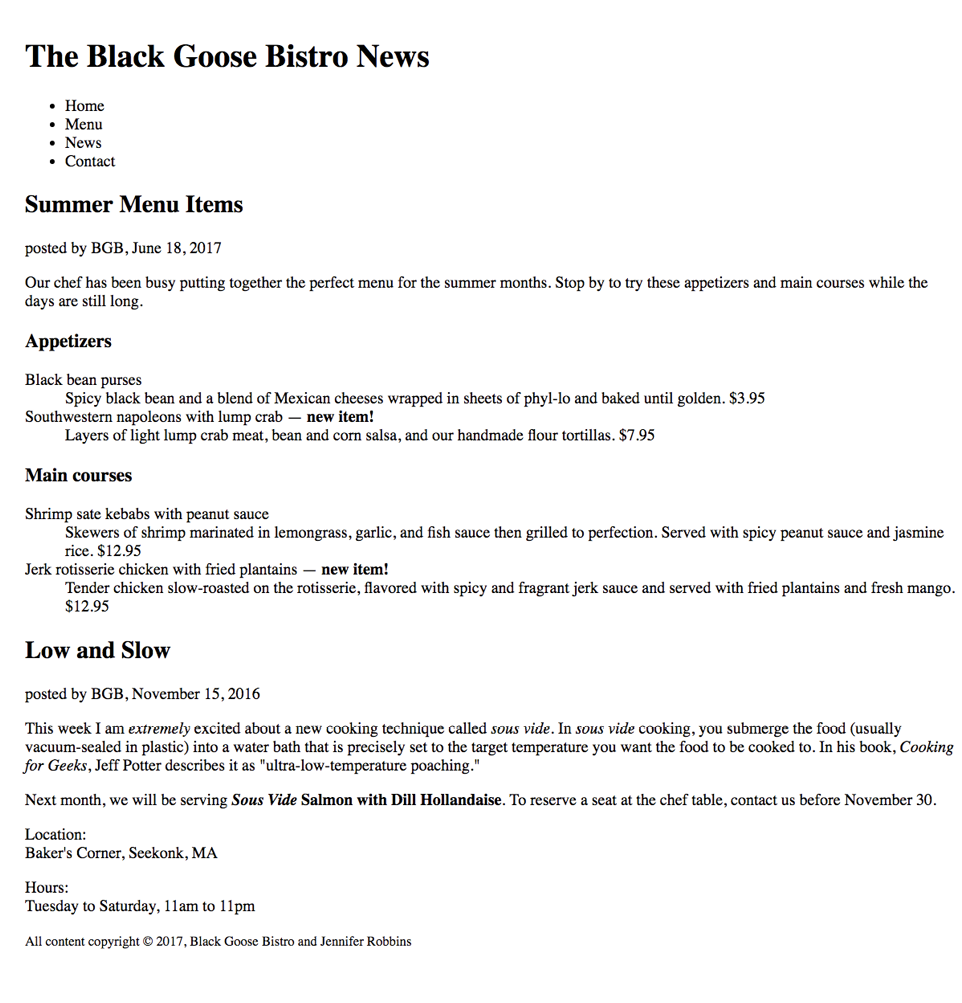 The Black Goose Bistro News
• Home
• Menu
• News
• Contact
Summer Menu Items
posted by BGB, June 18, 2017
Our chef has been busy putting together the perfect menu for the summer months. Stop by to try these appetizers and main courses while the
days are still long.
Appetizers
Black bean purses
Spicy black bean and a blend of Mexican cheeses wrapped in sheets of phyl-lo and baked until golden. $3.95
Southwestern napoleons with lump crab — new item!
Layers of light lump crab meat, bean and corn salsa, and our handmade flour tortillas. $7.95
Main courses
Shrimp sate kebabs with peanut sauce
Skewers of shrimp marinated in lemongrass, garlic, and fish sauce then grilled to perfection. Served with spicy peanut sauce and jasmine
rice. $12.95
Jerk rotisserie chicken with fried plantains — new item!
Tender chicken slow-roasted on the rotisserie, flavored with spicy and fragrant jerk sauce and served with fried plantains and fresh mango.
$12.95
Low and Slow
posted by BGB, November 15, 2016
This week I am extremely excited about a new cooking technique called sous vide. In sous vide cooking, you submerge the food (usually
vacuum-sealed in plastic) into a water bath that is precisely set to the target temperature you want the food to be cooked to. In his book, Cooking
for Geeks, Jeff Potter describes it as "ultra-low-temperature poaching."
Next month, we will be serving Sous Vide Salmon with Dill Hollandaise. To reserve a seat at the chef table, contact us before November 30.
Location:
Baker's Corner, Seekonk, MA
Hours:
Tuesday to Saturday, 11am to 11pm
All content copyright © 2017, Black Goose Bistro and Jennifer Robbins